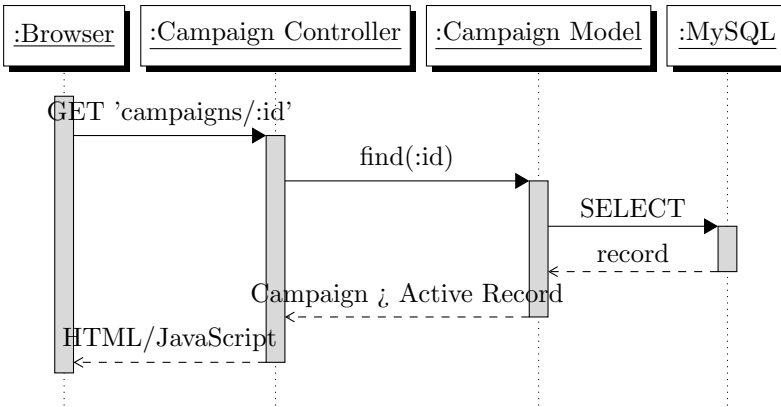 :Browser
:Campaign Controller
:Campaign Model
:MySQL
GET ’campaigns/:id’
find(:id)
SELECT
record
Campaign ¿ Active Record
HTML/JavaScript